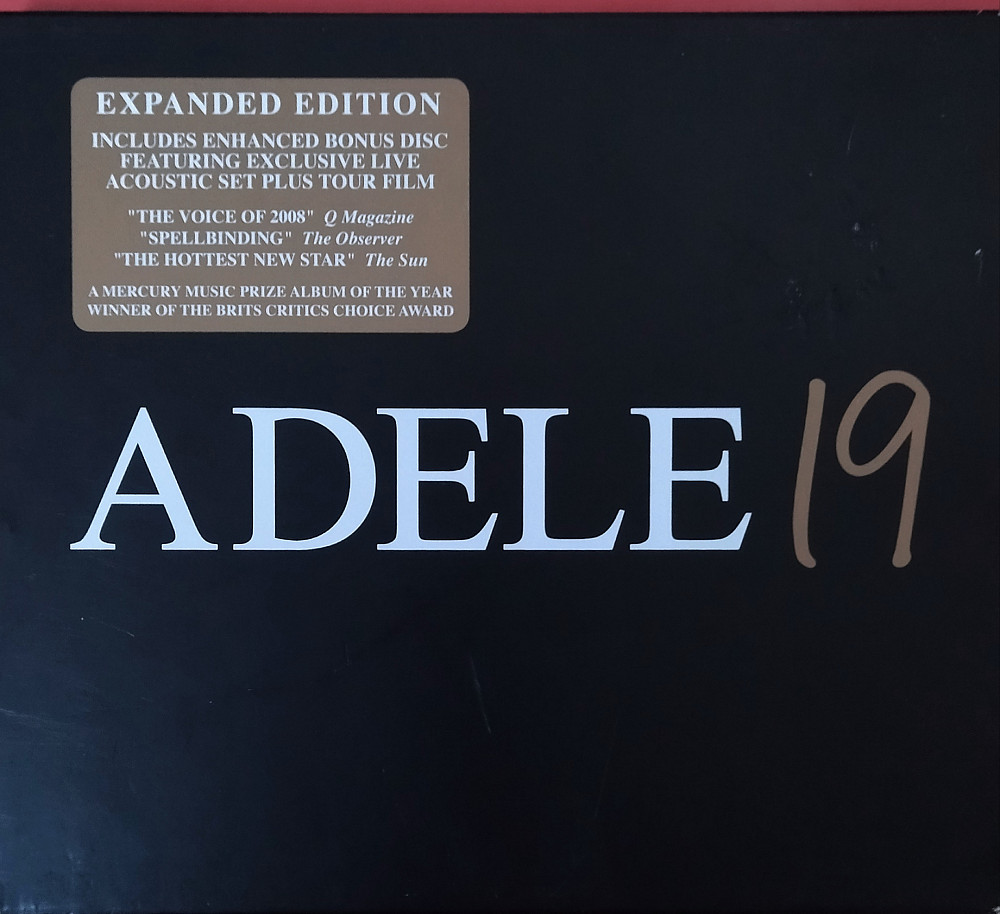 EXPANDED EDITION
INCLUDES ENHANCED BONUS DISC
FEATURING EXCLUSIVE LIVE
ACOUSTIC SET PLUS TOUR FILM
"THE VOICE OF 2008" Q Magazine
"SPELLBINDING" The Observer
"THE HOTTEST NEW STAR" The Sun
A MERCURY MUSIC PRIZE ALBUM OF THE YEAR
WINNER OF THE BRITS CRITICS CHOICE AWARD
ADELE 19